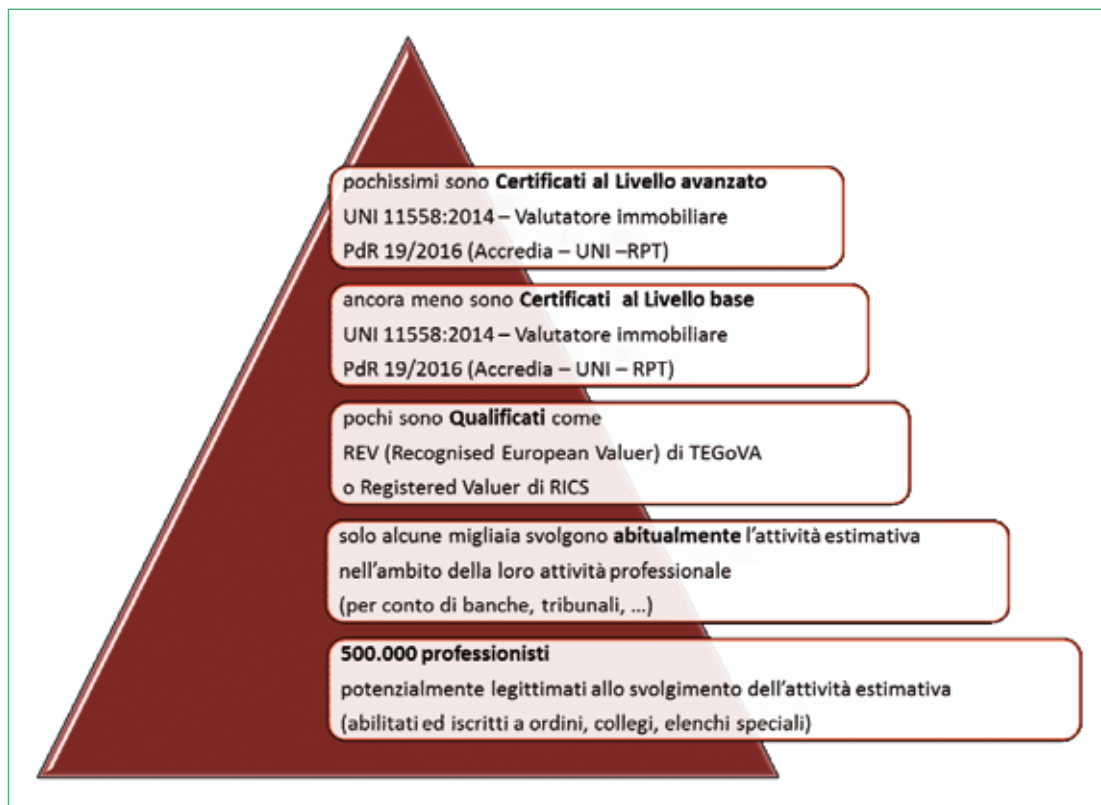 pochissimi sono Certificati al Livello avanzato
UNI 11558:2014 – Valutatore immobiliare
PdR 19/2016 (Accredia – UNI –RPT)
ancora meno sono Certificati al Livello base
UNI 11558:2014 – Valutatore immobiliare
PdR 19/2016 (Accredia – UNI – RPT)
pochi sono Qualificati come
REV (Recognised European Valuer) di TEGoVA
o Registered Valuer di RICS
solo alcune migliaia svolgono abitualmente l’attività estimativa
nell’ambito della loro attività professionale
(per conto di banche, tribunali, …)
500.000 professionisti
potenzialmente legittimati allo svolgimento dell’attività estimativa
(abilitati ed iscritti a ordini, collegi, elenchi speciali)